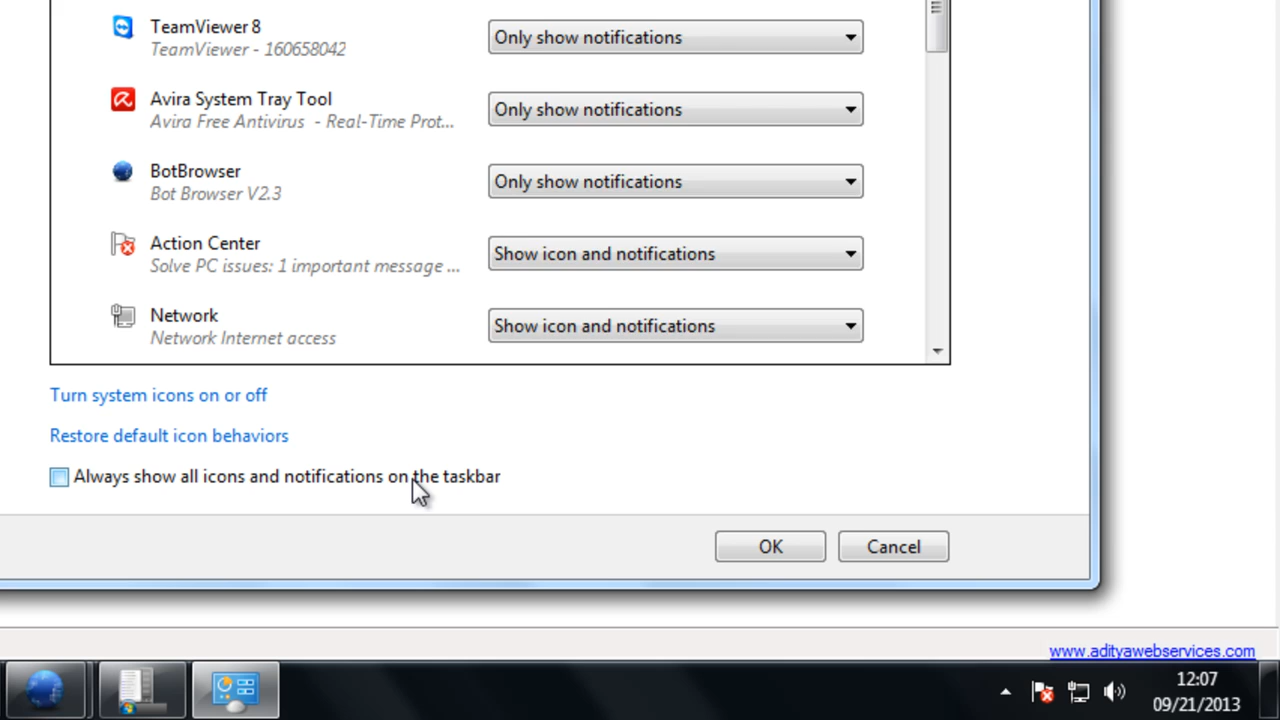 TeamViewer 8
TeamViewer - 160658042
Only show notifications
Avira System Tray Tool
Avira Free Antivirus - Real-Time Prot...
Only show notifications
BotBrowser
Bot Browser V2.3
Only show notifications
Action Center
Solve PC issues: 1 important message ...
Show icon and notifications
Network
Network Internet access
Show icon and notifications
Turn system icons on or off
Restore default icon behaviors
Always show all icons and notifications on the taskbar
OK
Cancel
www.adityawebservices.com
12:07
09/21/2013